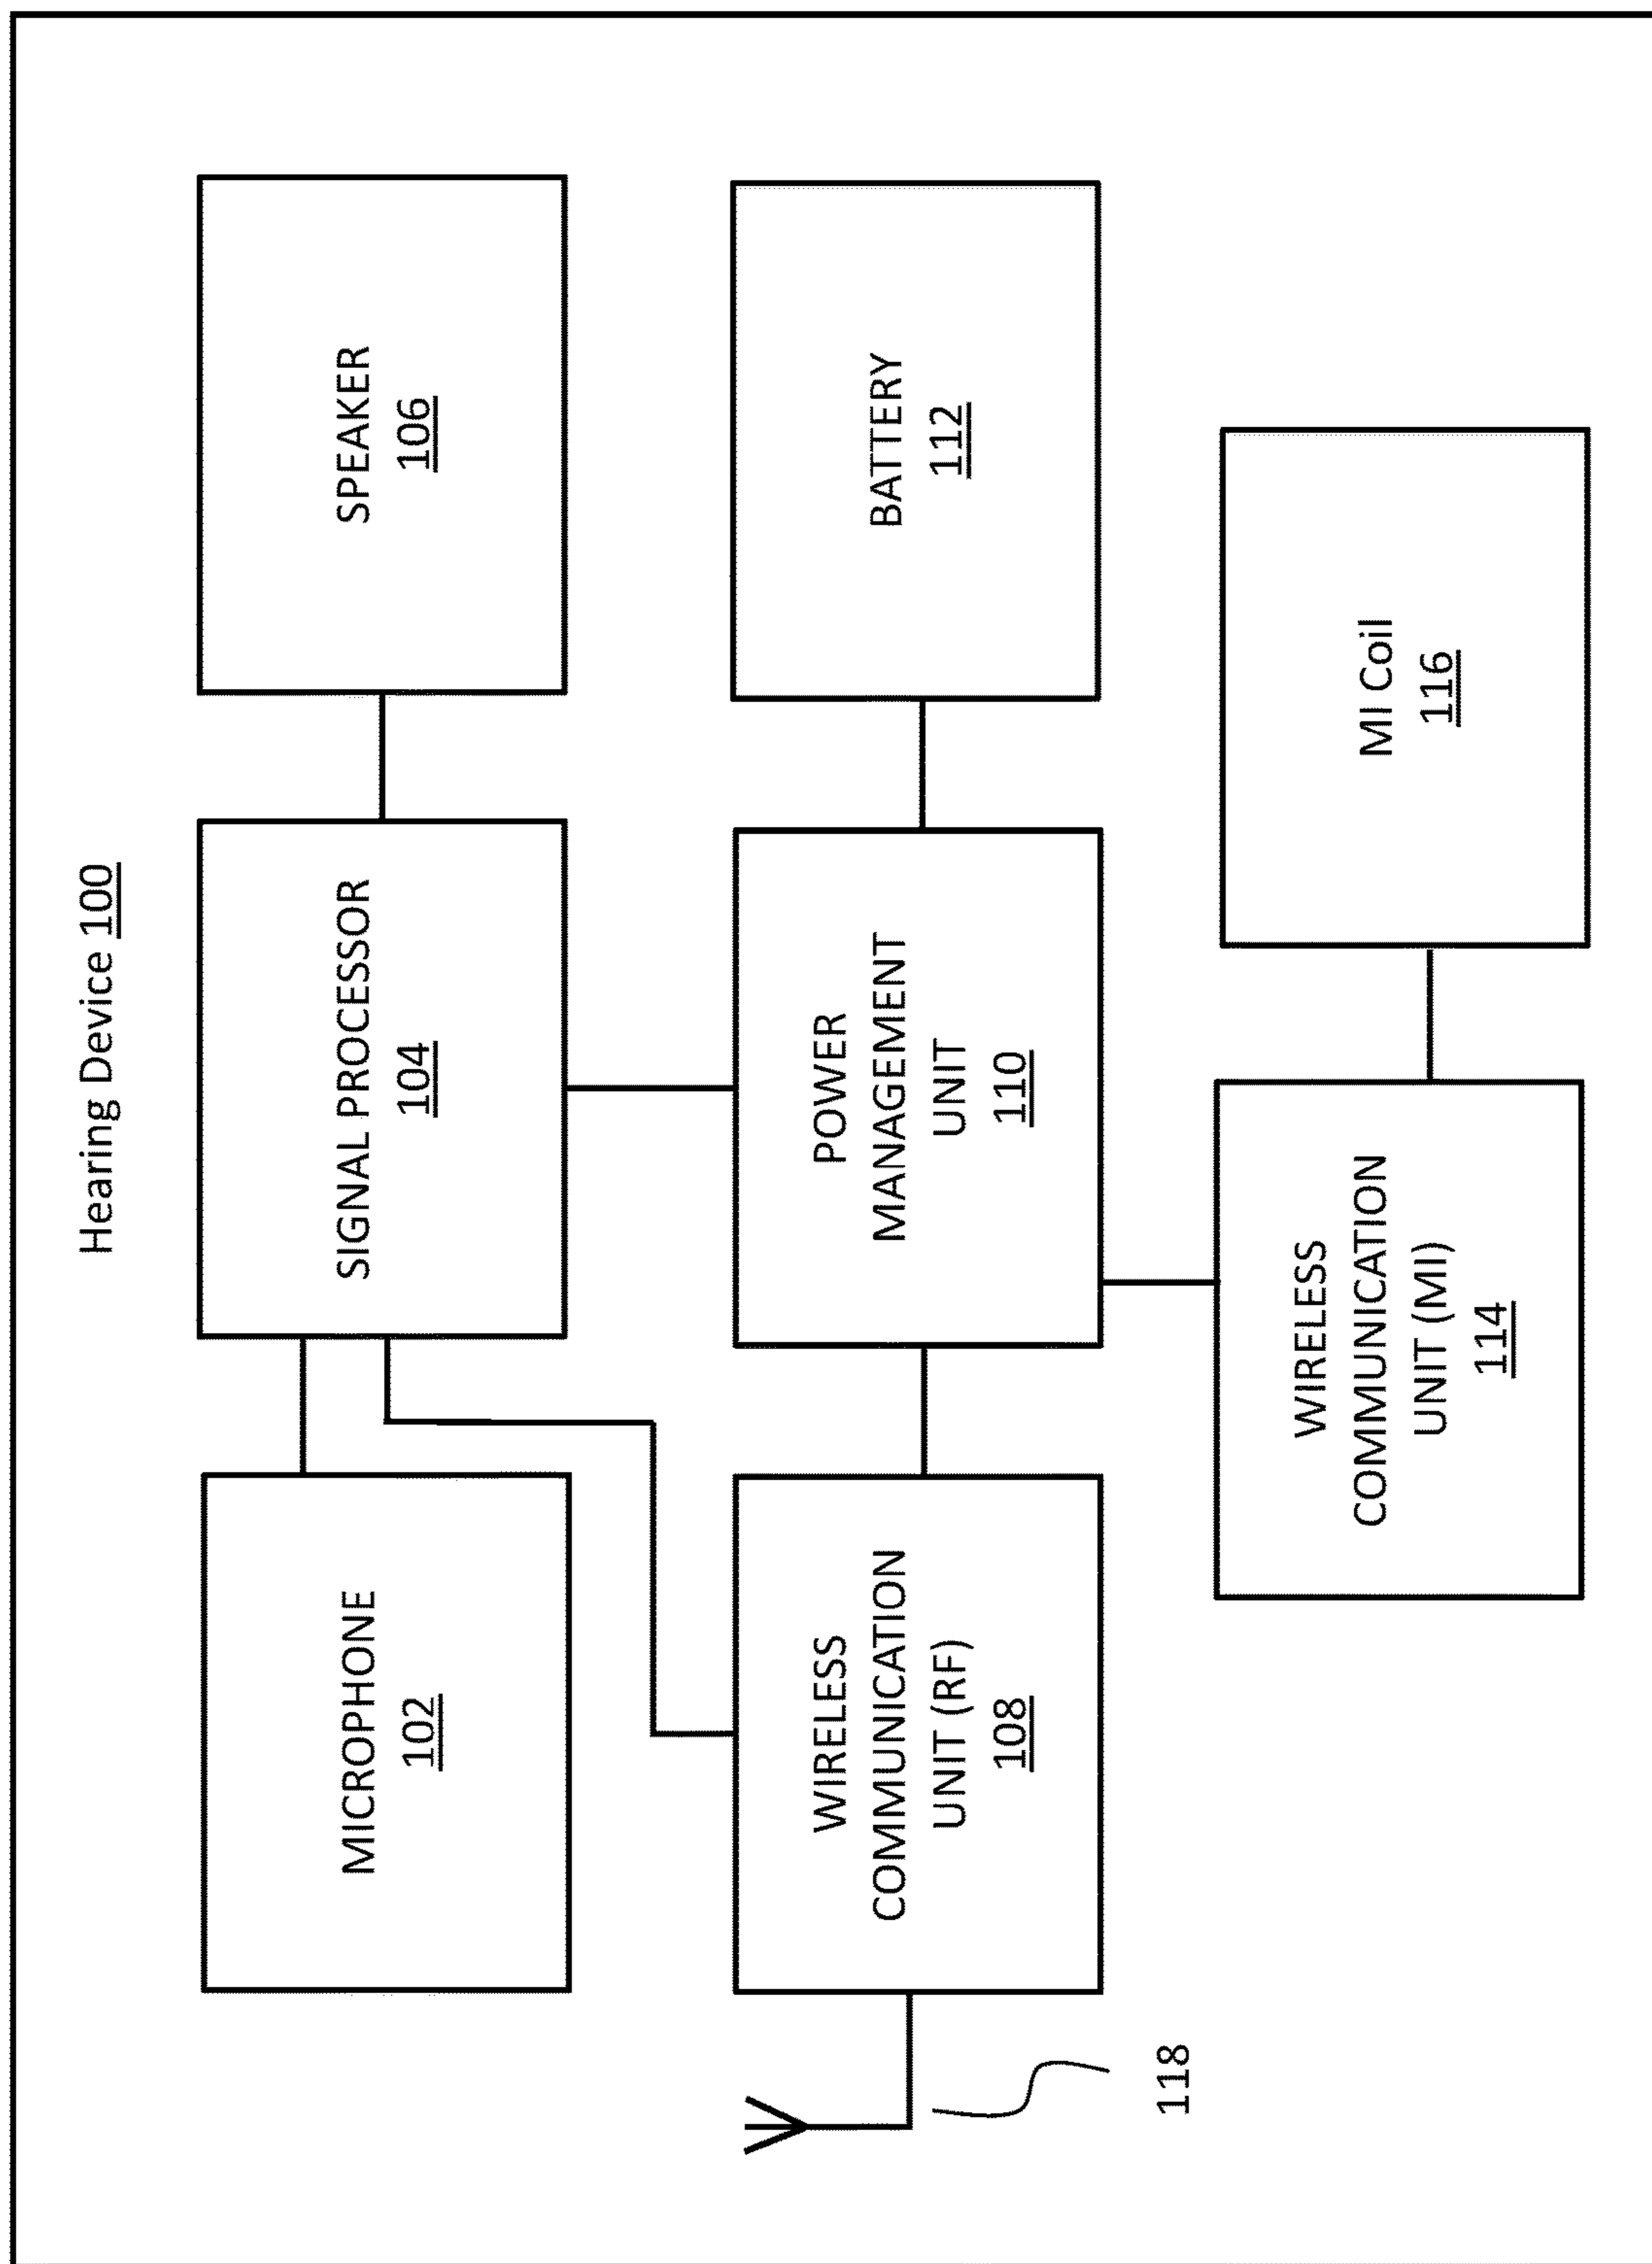 Hearing Device 100
MICROPHONE
102
SIGNAL PROCESSOR
104
SPEAKER
106
WIRELESS
COMMUNICATION
UNIT (RF)
108
POWER
MANAGEMENT
UNIT
110
BATTERY
112
118
WIRELESS
COMMUNICATION
UNIT (MI)
114
MI Coil
116